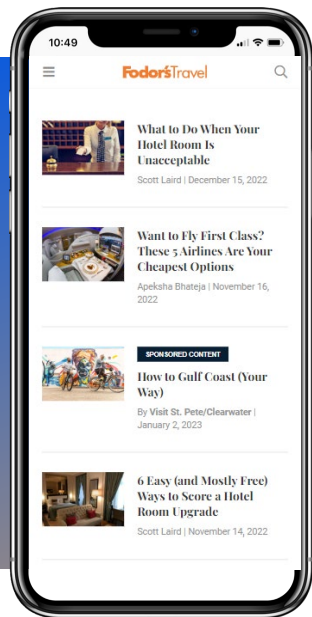 10:49
Fodor's Travel
What to Do When Your
Hotel Room Is
Unacceptable
Scott Laird | December 15, 2022
Want to Fly First Class?
These 5 Airlines Are Your
Cheapest Options
Apeksha Bhateja | November 16,
2022
SPONSORED CONTENT
How to Gulf Coast (Your
Way)
By Visit St. Pete/Clearwater |
January 2, 2023
6 Easy (and Mostly Free)
Ways to Score a Hotel
Room Upgrade
Scott Laird | November 14, 2022